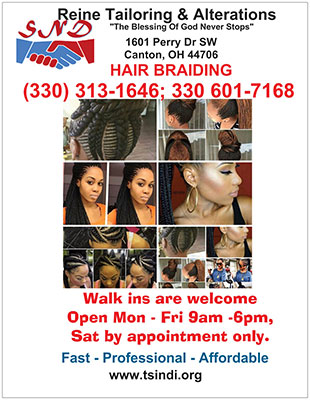 SND
Reine Tailoring & Alterations
"The Blessing Of God Never Stops"
1601 Perry Dr SW
Canton, OH 44706
HAIR BRAIDING
(330) 313-1646; 330 601-7168
Walk ins are welcome
Open Mon - Fri 9am -6pm,
Sat by appointment only.
Fast - Professional - Affordable
www.tsindi.org